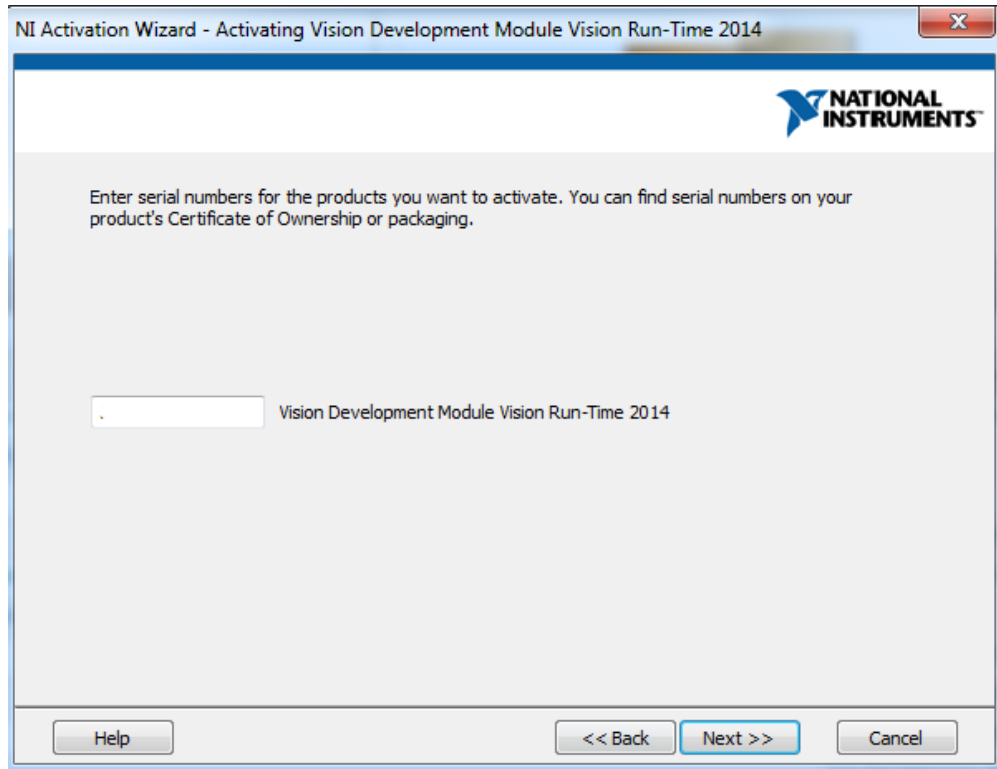 NI Activation Wizard - Activating Vision Development Module Vision Run-Time 2014
NATIONAL
INSTRUMENTS™
Enter serial numbers for the products you want to activate. You can find serial numbers on your
product's Certificate of Ownership or packaging.
. Vision Development Module Vision Run-Time 2014
Help << Back Next >> Cancel